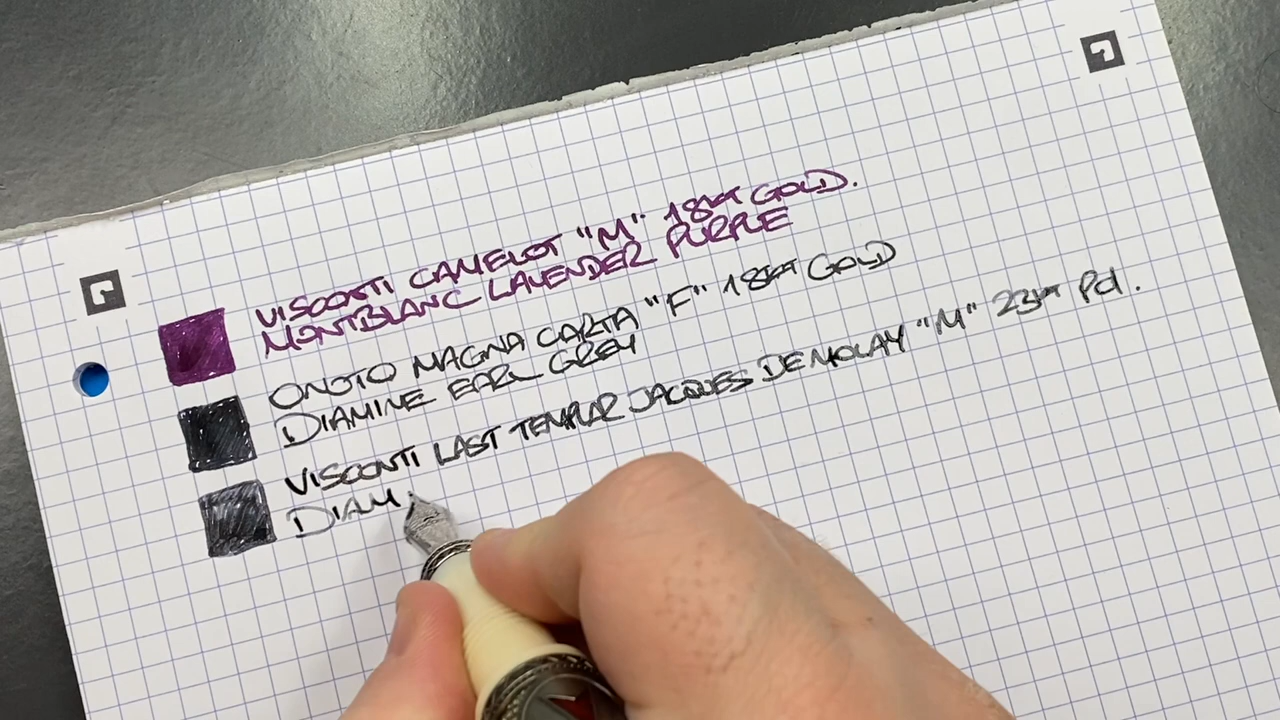 VISCONTI CAMELOT "M" 18kt GOLD.
MONTBLANC LAVENDER PURPLE
ONOTO MAGNA CARTA "F" 18kt GOLD
DIAMINE EARL GREY
VISCONTI LAST TEMPLAR JACQUES DE MOLAY "M" 23kt Pd.
DIAM